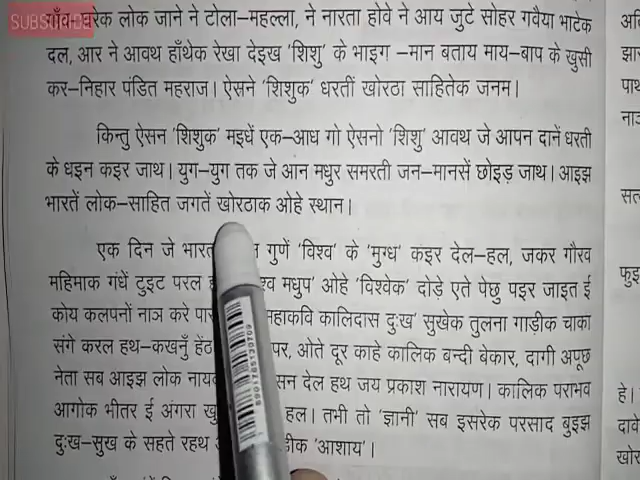 SUBSCRIBE
गाँव-घरेक लोक जाने ने टोला-महल्ला, ने नारता होवे ने आय जुटे सोहर गवैया भाटेक
दल, आर ने आवथ हाँथेक रेखा देइख 'शिशु' के भाइग -मान बताय माय-बाप के खुसी
कर-निहार पंडित महराज। ऐसने 'शिशुक' धरतीं खोरठा साहितेक जनम।
किन्तु ऐसन 'शिशुक' मइधें एक-आध गो ऐसनो 'शिशु' आवथ जे आपन दानें धरती
के धइन कइर जाथ। युग-युग तक जे आन मधुर समरती जन-मानसें छोइड़ जाथ। आइझ
भारतें लोक-साहित जगतें खोरठाक ओहे स्थान।
एक दिन जे भारत गुणें 'विश्व' के 'मुग्ध' कइर देल-हल, जकर गौरव
महिमाक गंधें टुइट परल मधुप' ओहे 'विश्वेक' दोड़े एते पेछु पइर जाइत ई
कोय कलपनों नाञ करे महाकवि कालिदास दुःख' सुखेक तुलना गाड़ीक चाका
संगे करल हथ-कखनुँ हेंठ पर, ओते दूर काहे कालिक बन्दी बेकार, दागी अपूछ
नेता सब आइझ लोक देल हथ जय प्रकाश नारायण। कालिक पराभव
आगोक भीतर ई अंगरा हल। तभी तो 'ज्ञानी' सब इसरेक परसाद बुइझ
दुःख-सुख के सहते रहथ 'आशाय'।